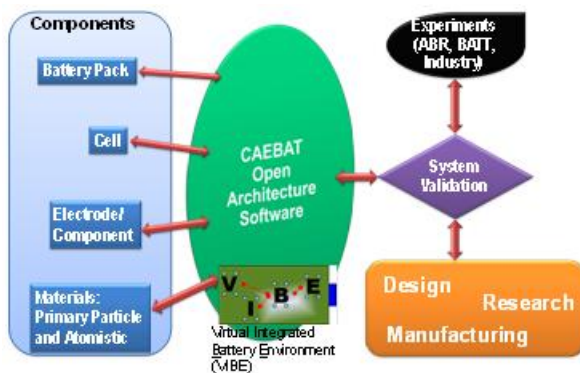 Components
Battery Pack
Cell
Electrode/
Component
Materials:
Primary Particle
and Atomistic
CAEBAT
Open
Architecture
Software
V I B E
Virtual Integrated
Battery Environment
(VIBE)
Experiments
(ABR, BATT,
Industry)
System
Validation
Design
Research
Manufacturing